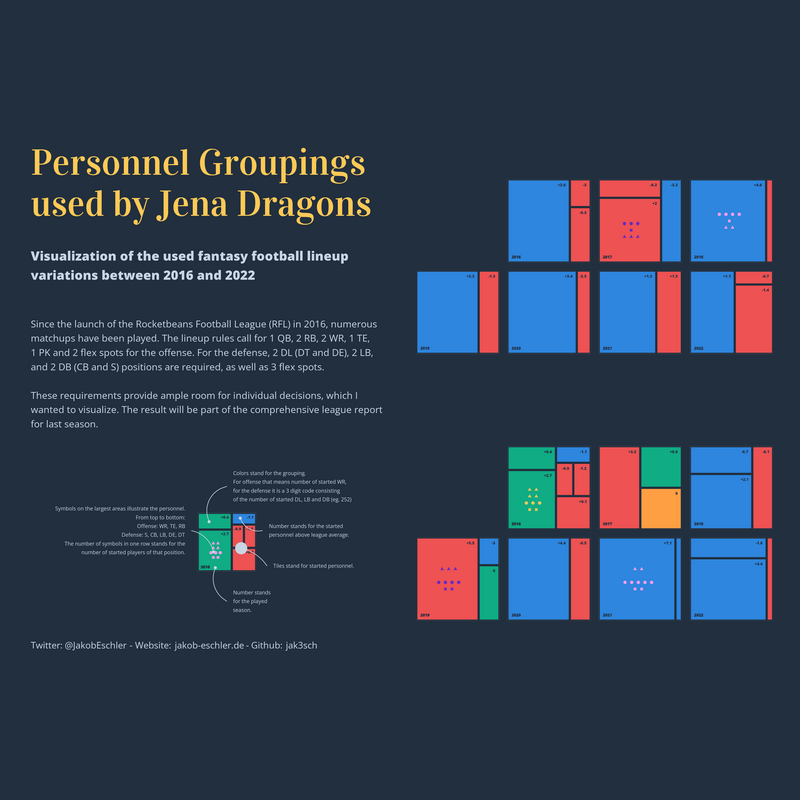 Personnel Groupings
used by Jena Dragons
Visualization of the used fantasy football lineup
variations between 2016 and 2022
Since the launch of the Rocketbeans Football League (RFL) in 2016, numerous
matchups have been played. The lineup rules call for 1 QB, 2 RB, 2 WR, 1 TE,
1 PK and 2 flex spots for the offense. For the defense, 2 DL (DT and DE), 2 LB,
and 2 DB (CB and S) positions are required, as well as 3 flex spots.
These requirements provide ample room for individual decisions, which I
wanted to visualize. The result will be part of the comprehensive league report
for last season.
Colors stand for the grouping.
For offense that means number of started WR,
for the defense it is a 3 digit code consisting
of the number of started DL, LB and DB (eg. 252)
Symbols on the largest areas illustrate the personnel.
From top to bottom:
Offense: WR, TE, RB
Defense: S, CB, LB, DE, DT
The number of symbols in one row stands for the
number of started players of that position.
Number stands for the started
personnel above league average.
Tiles stand for started personnel.
Number stands
for the played
season.
Twitter: @JakobEschler - Website: jakob-eschler.de - Github: jak3sch
2016
2017
+2
2018
2019
2020
2021
2022
2016
2017
2018
2019
2020
2021
2022